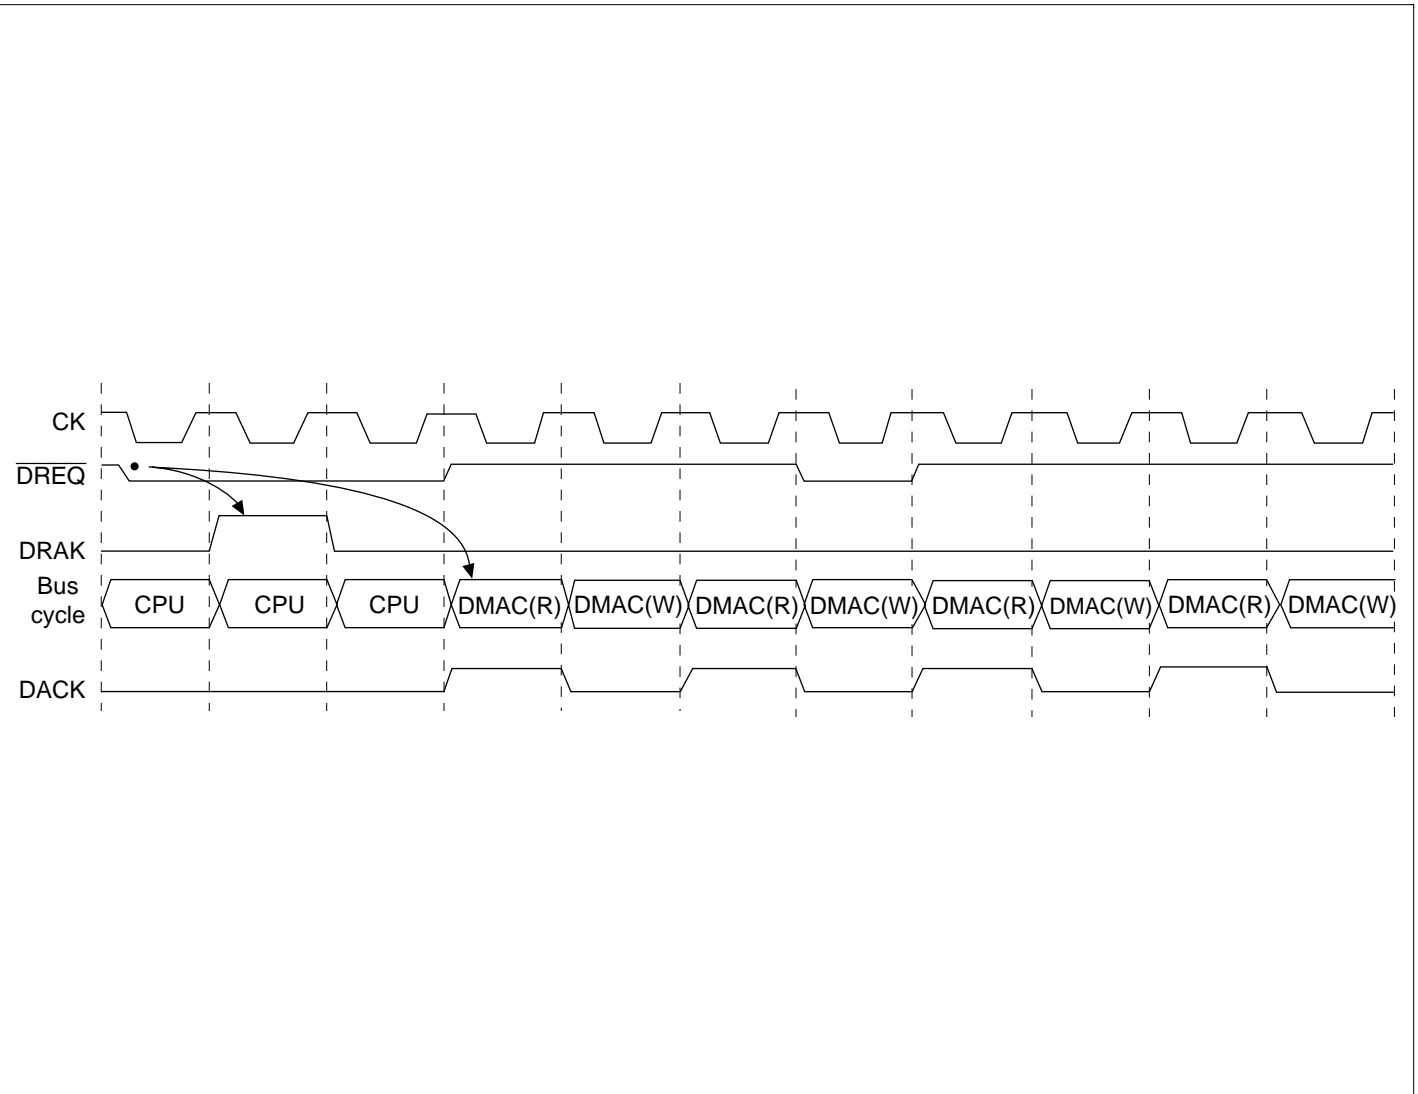 CK
DREQ
DRAK
Bus
cycle
CPU CPU CPU DMAC(R) DMAC(W) DMAC(R) DMAC(W) DMAC(R) DMAC(W) DMAC(R) DMAC(W)
DACK